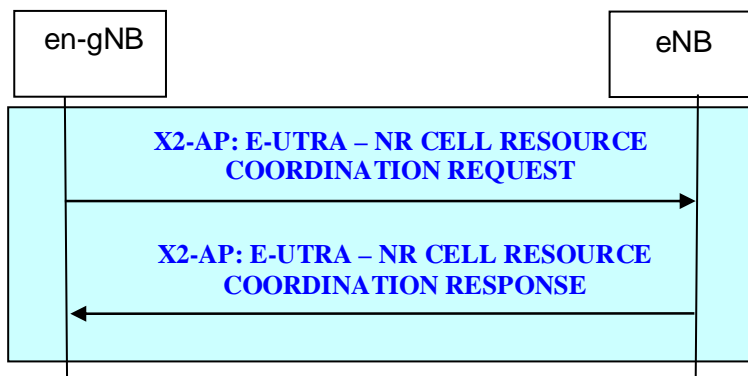 en-gNB
eNB
X2-AP: E-UTRA – NR CELL RESOURCE
COORDINATION REQUEST
X2-AP: E-UTRA – NR CELL RESOURCE
COORDINATION RESPONSE